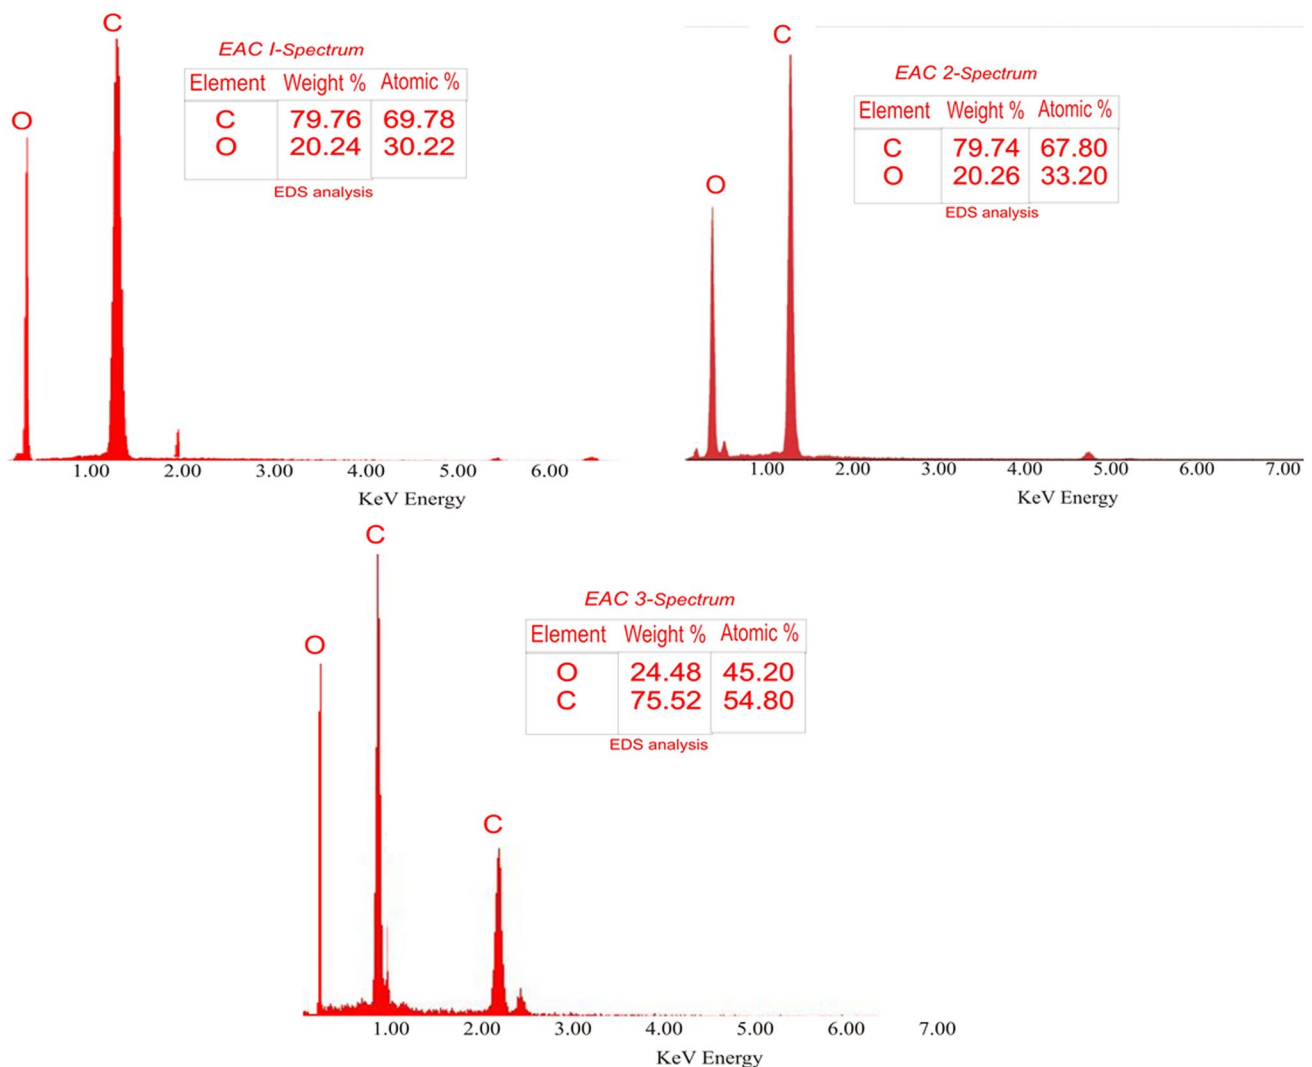 C
O
EAC I-Spectrum
Element Weight % Atomic %
C 79.76 69.78
O 20.24 30.22
EDS analysis
1.00 2.00 3.00 4.00 5.00 6.00
KeV Energy
C
O
EAC 2-Spectrum
Element Weight % Atomic %
C 79.74 67.80
O 20.26 33.20
EDS analysis
1.00 2.00 3.00 4.00 5.00 6.00 7.00
KeV Energy
C
O
C
EAC 3-Spectrum
Element Weight % Atomic %
O 24.48 45.20
C 75.52 54.80
EDS analysis
1.00 2.00 3.00 4.00 5.00 6.00 7.00
KeV Energy